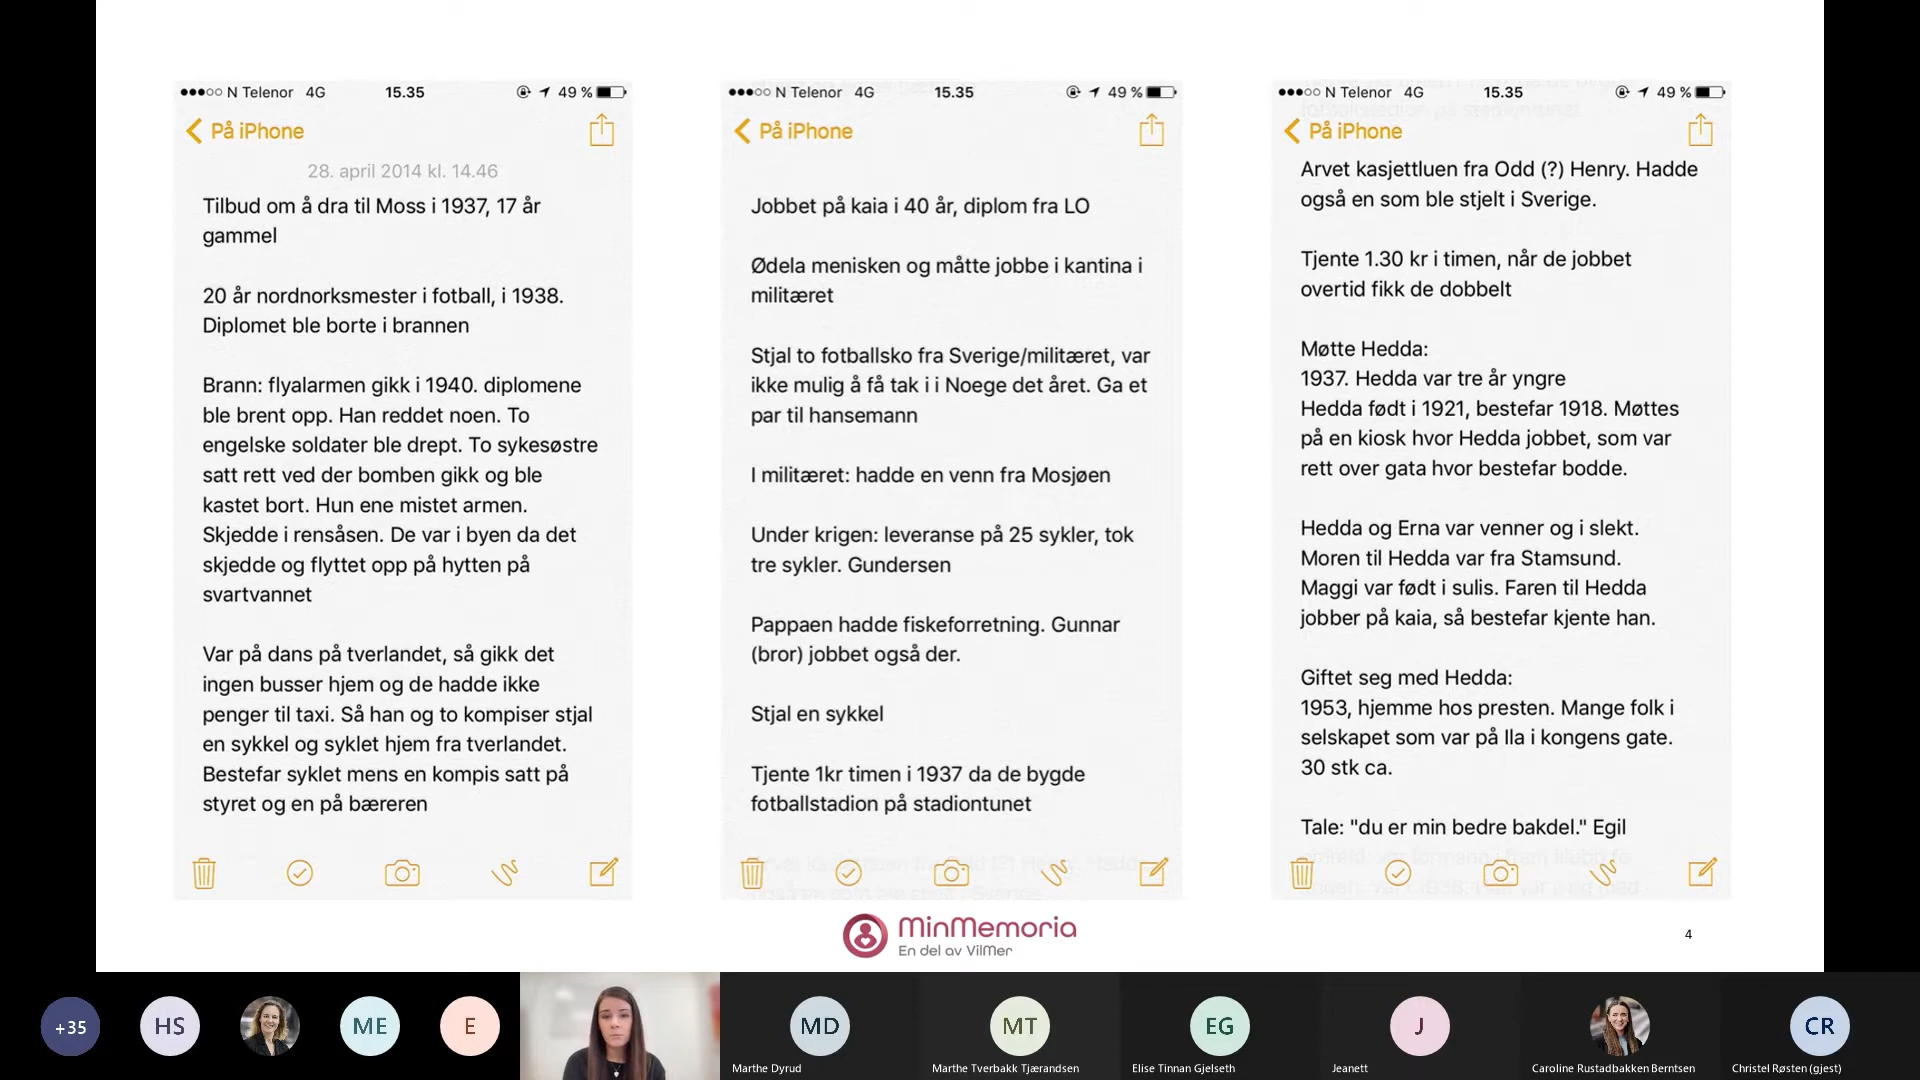 N Telenor 4G 15.35 49 %
På iPhone
28. april 2014 kl. 14.46
Tilbud om å dra til Moss i 1937, 17 år
gammel
20 år nordnorksmester i fotball, i 1938.
Diplomet ble borte i brannen
Brann: flyalarmen gikk i 1940. diplomene
ble brent opp. Han reddet noen. To
engelske soldater ble drept. To sykesøstre
satt rett ved der bomben gikk og ble
kastet bort. Hun ene mistet armen.
Skjedde i rensåsen. De var i byen da det
skjedde og flyttet opp på hytten på
svartvannet
Var på dans på tverlandet, så gikk det
ingen busser hjem og de hadde ikke
penger til taxi. Så han og to kompiser stjal
en sykkel og syklet hjem fra tverlandet.
Bestefar syklet mens en kompis satt på
styret og en på bæreren
N Telenor 4G 15.35 49 %
På iPhone
Jobbet på kaia i 40 år, diplom fra LO
Ødela menisken og måtte jobbe i kantina i
militæret
Stjal to fotballsko fra Sverige/militæret, var
ikke mulig å få tak i i Noege det året. Ga et
par til hansemann
I militæret: hadde en venn fra Mosjøen
Under krigen: leveranse på 25 sykler, tok
tre sykler. Gundersen
Pappaen hadde fiskeforretning. Gunnar
(bror) jobbet også der.
Stjal en sykkel
Tjente 1kr timen i 1937 da de bygde
fotballstadion på stadiontunet
N Telenor 4G 15.35 49 %
På iPhone
Arvet kasjettluen fra Odd (?) Henry. Hadde
også en som ble stjelt i Sverige.
Tjente 1.30 kr i timen, når de jobbet
overtid fikk de dobbelt
Møtte Hedda:
1937. Hedda var tre år yngre
Hedda født i 1921, bestefar 1918. Møttes
på en kiosk hvor Hedda jobbet, som var
rett over gata hvor bestefar bodde.
Hedda og Erna var venner og i slekt.
Moren til Hedda var fra Stamsund.
Maggi var født i sulis. Faren til Hedda
jobber på kaia, så bestefar kjente han.
Giftet seg med Hedda:
1953, hjemme hos presten. Mange folk i
selskapet som var på Ila i kongens gate.
30 stk ca.
Tale: "du er min bedre bakdel." Egil
MinMemoria
En del av VilMer
4
+35
HS
ME
E
MD
Marthe Dyrud
MT
Marthe Tverbakk Tjærandsen
EG
Elise Tinnan Gjelseth
J
Jeanett
Caroline Rustadbakken Berntsen
CR
Christel Røsten (gjest)